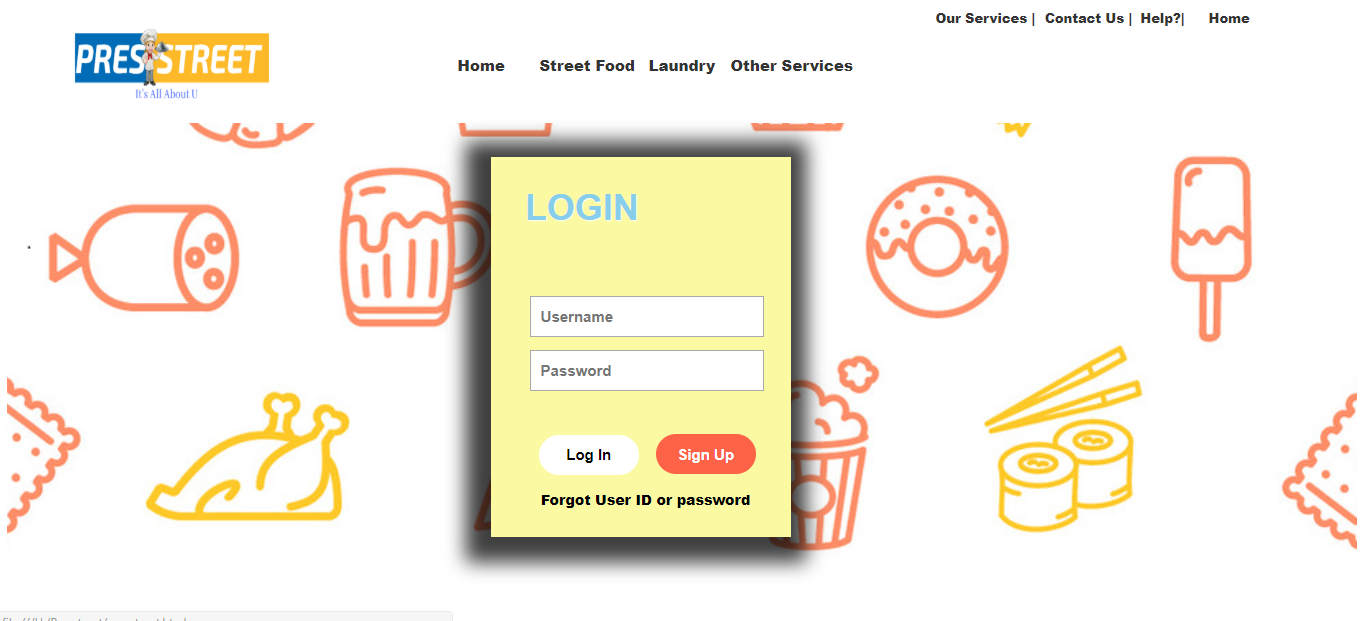 Our Services | Contact Us | Help?| Home
PRESSTREET
It's All About U
Home Street Food Laundry Other Services
LOGIN
Username
Password
Log In Sign Up
Forgot User ID or password